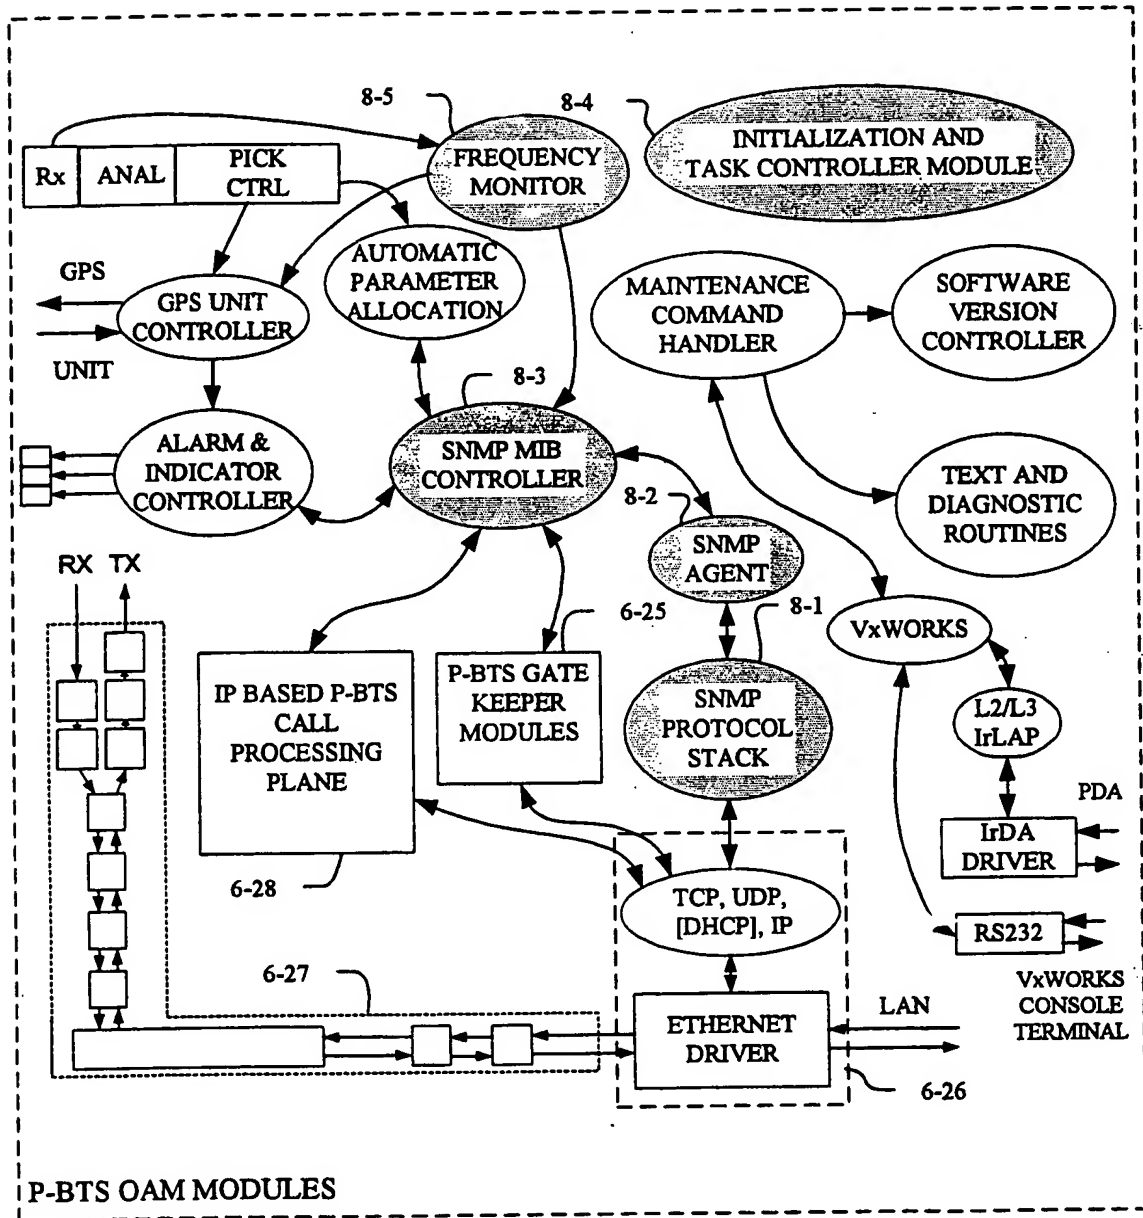 8-5
8-4
INITIALIZATION AND
TASK CONTROLLER MODULE
Rx
ANAL
PICK
CTRL
FREQUENCY
MONITOR
AUTOMATIC
PARAMETER
ALLOCATION
GPS
UNIT
GPS UNIT
CONTROLLER
MAINTENANCE
COMMAND
HANDLER
SOFTWARE
VERSION
CONTROLLER
8-3
ALARM &
INDICATOR
CONTROLLER
SNMP MIB
CONTROLLER
TEXT AND
DIAGNOSTIC
ROUTINES
8-2
SNMP
AGENT
RX
TX
6-25
8-1
VxWORKS
IP BASED P-BTS
CALL
PROCESSING
PLANE
P-BTS GATE
KEEPER
MODULES
SNMP
PROTOCOL
STACK
L2/L3
IrLAP
PDA
IrDA
DRIVER
6-28
TCP, UDP,
[DHCP], IP
RS232
6-27
VxWORKS
CONSOLE
TERMINAL
LAN
ETHERNET
DRIVER
6-26
P-BTS OAM MODULES